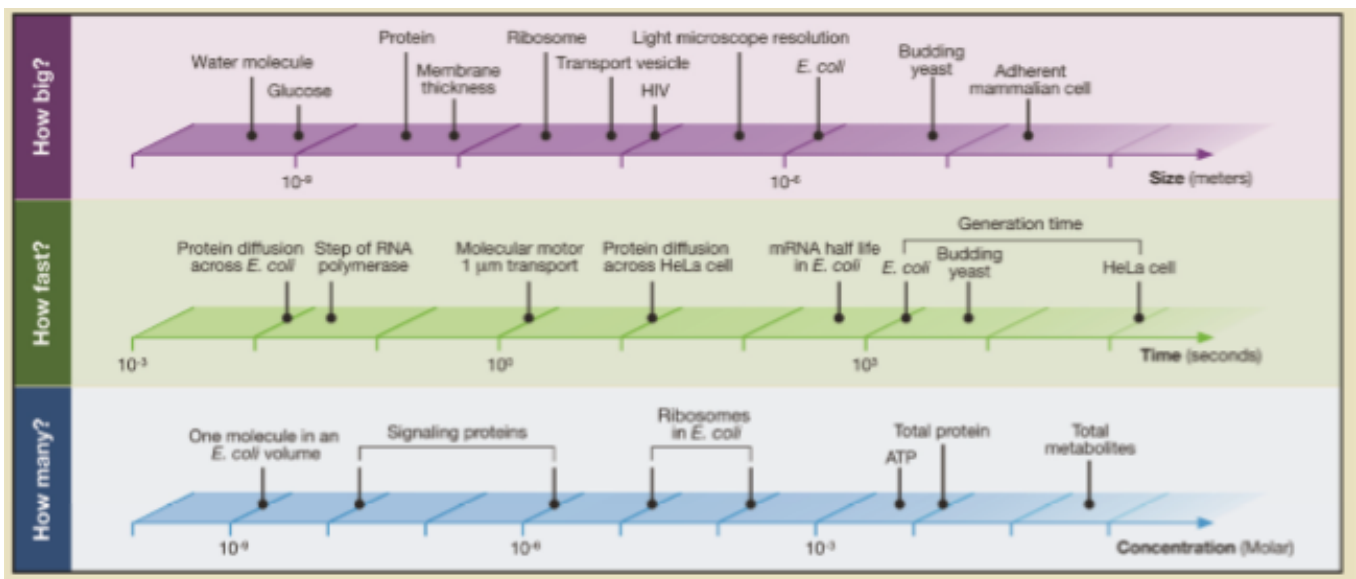 How big?
Protein
Ribosome
Light microscope resolution
Water molecule
Transport vesicle
Budding
yeast
Membrane
thickness
E. coli
Adherent
mammalian cell
Glucose
HIV
10⁻⁹
10⁻⁶
Size (meters)
How fast?
Generation time
Protein diffusion
across E. coli
Step of RNA
polymerase
Molecular motor
1 μm transport
Protein diffusion
across HeLa cell
mRNA half life
in E. coli
E. coli
Budding
yeast
HeLa cell
10⁻³
10⁰
10³
Time (seconds)
How many?
One molecule in an
E. coli volume
Signaling proteins
Ribosomes
in E. coli
ATP
Total protein
Total
metabolites
10⁻⁹
10⁻⁶
10⁻³
Concentration (Molar)